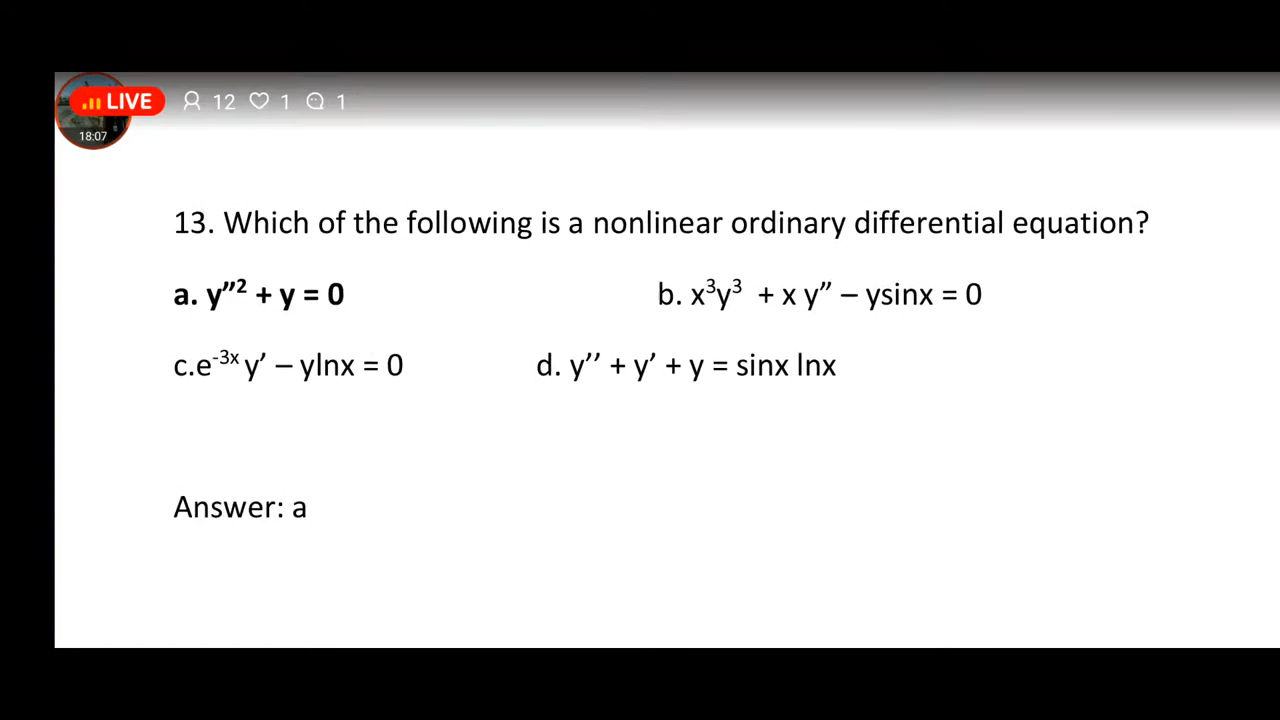 LIVE 12 1 1
18:07
13. Which of the following is a nonlinear ordinary differential equation?
a. y”² + y = 0 b. x³y³ + x y” – ysinx = 0
c.e⁻³ˣ y’ – ylnx = 0 d. y’’ + y’ + y = sinx lnx
Answer: a